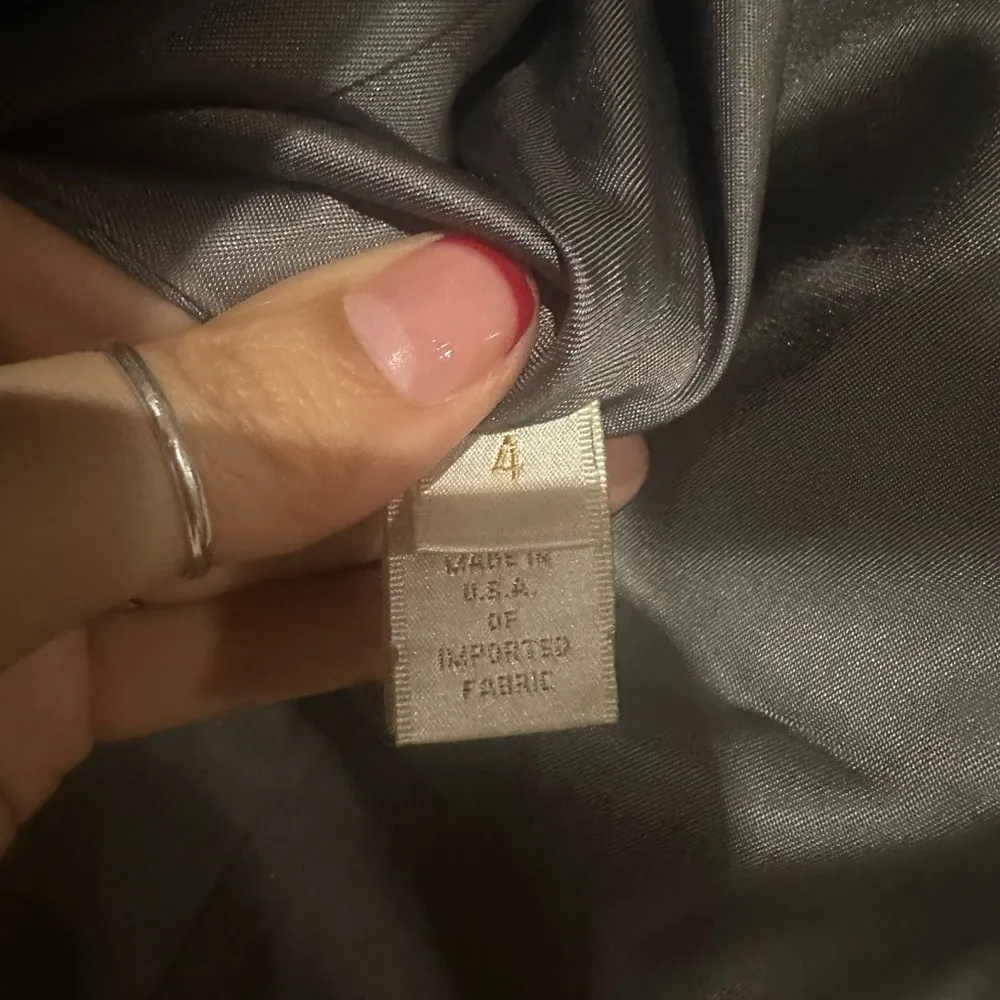 4
MADE IN
U.S.A.
OF
IMPORTED
FABRIC